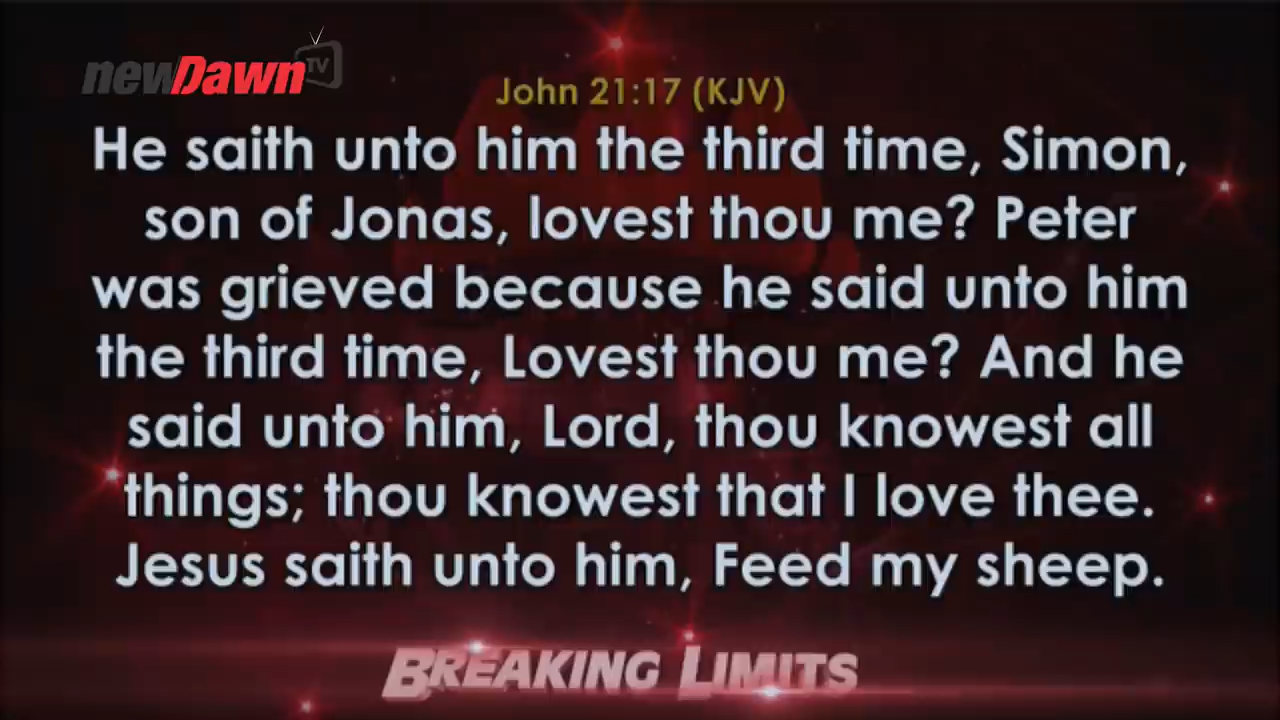 newDawn TV
John 21:17 (KJV)
He saith unto him the third time, Simon,
son of Jonas, lovest thou me? Peter
was grieved because he said unto him
the third time, Lovest thou me? And he
said unto him, Lord, thou knowest all
things; thou knowest that I love thee.
Jesus saith unto him, Feed my sheep.
BREAKING LIMITS